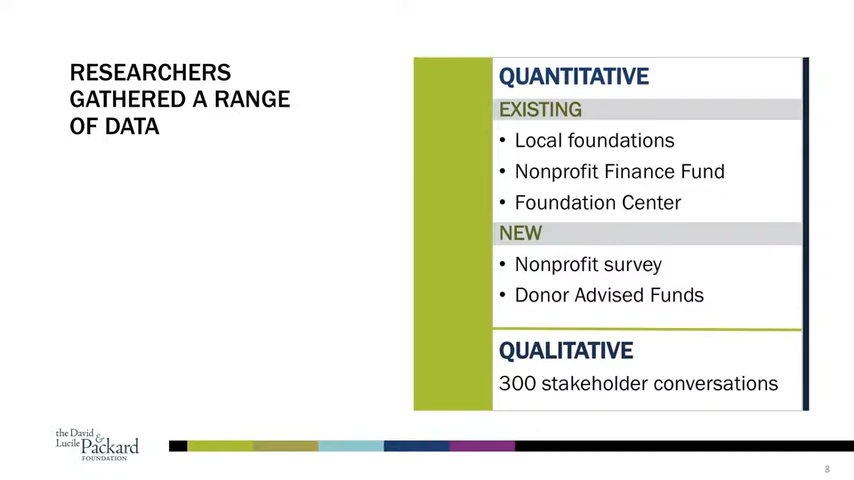 RESEARCHERS
GATHERED A RANGE
OF DATA
QUANTITATIVE
EXISTING
• Local foundations
• Nonprofit Finance Fund
• Foundation Center
NEW
• Nonprofit survey
• Donor Advised Funds
QUALITATIVE
300 stakeholder conversations
the David &
Lucile Packard
FOUNDATION
8